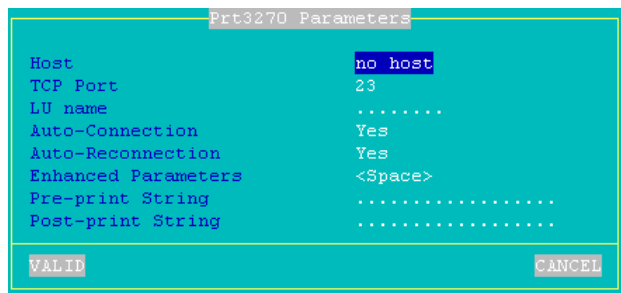 Prt3270 Parameters
Host no host
TCP Port 23
LU name ........
Auto-Connection Yes
Auto-Reconnection Yes
Enhanced Parameters <Space>
Pre-print String ..................
Post-print String ..................
VALID CANCEL